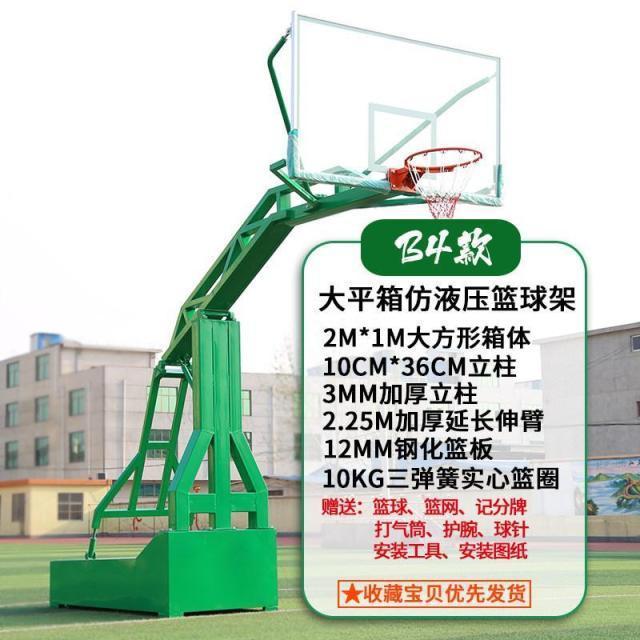 B4款
大平箱仿液压篮球架
2M*1M大方形箱体
10CM*36CM立柱
3MM加厚立柱
2.25M加厚延长伸臂
12MM钢化篮板
10KG三弹簧实心篮圈
赠送：篮球、篮网、记分牌
打气筒、护腕、球针
安装工具、安装图纸
★收藏宝贝优先发货